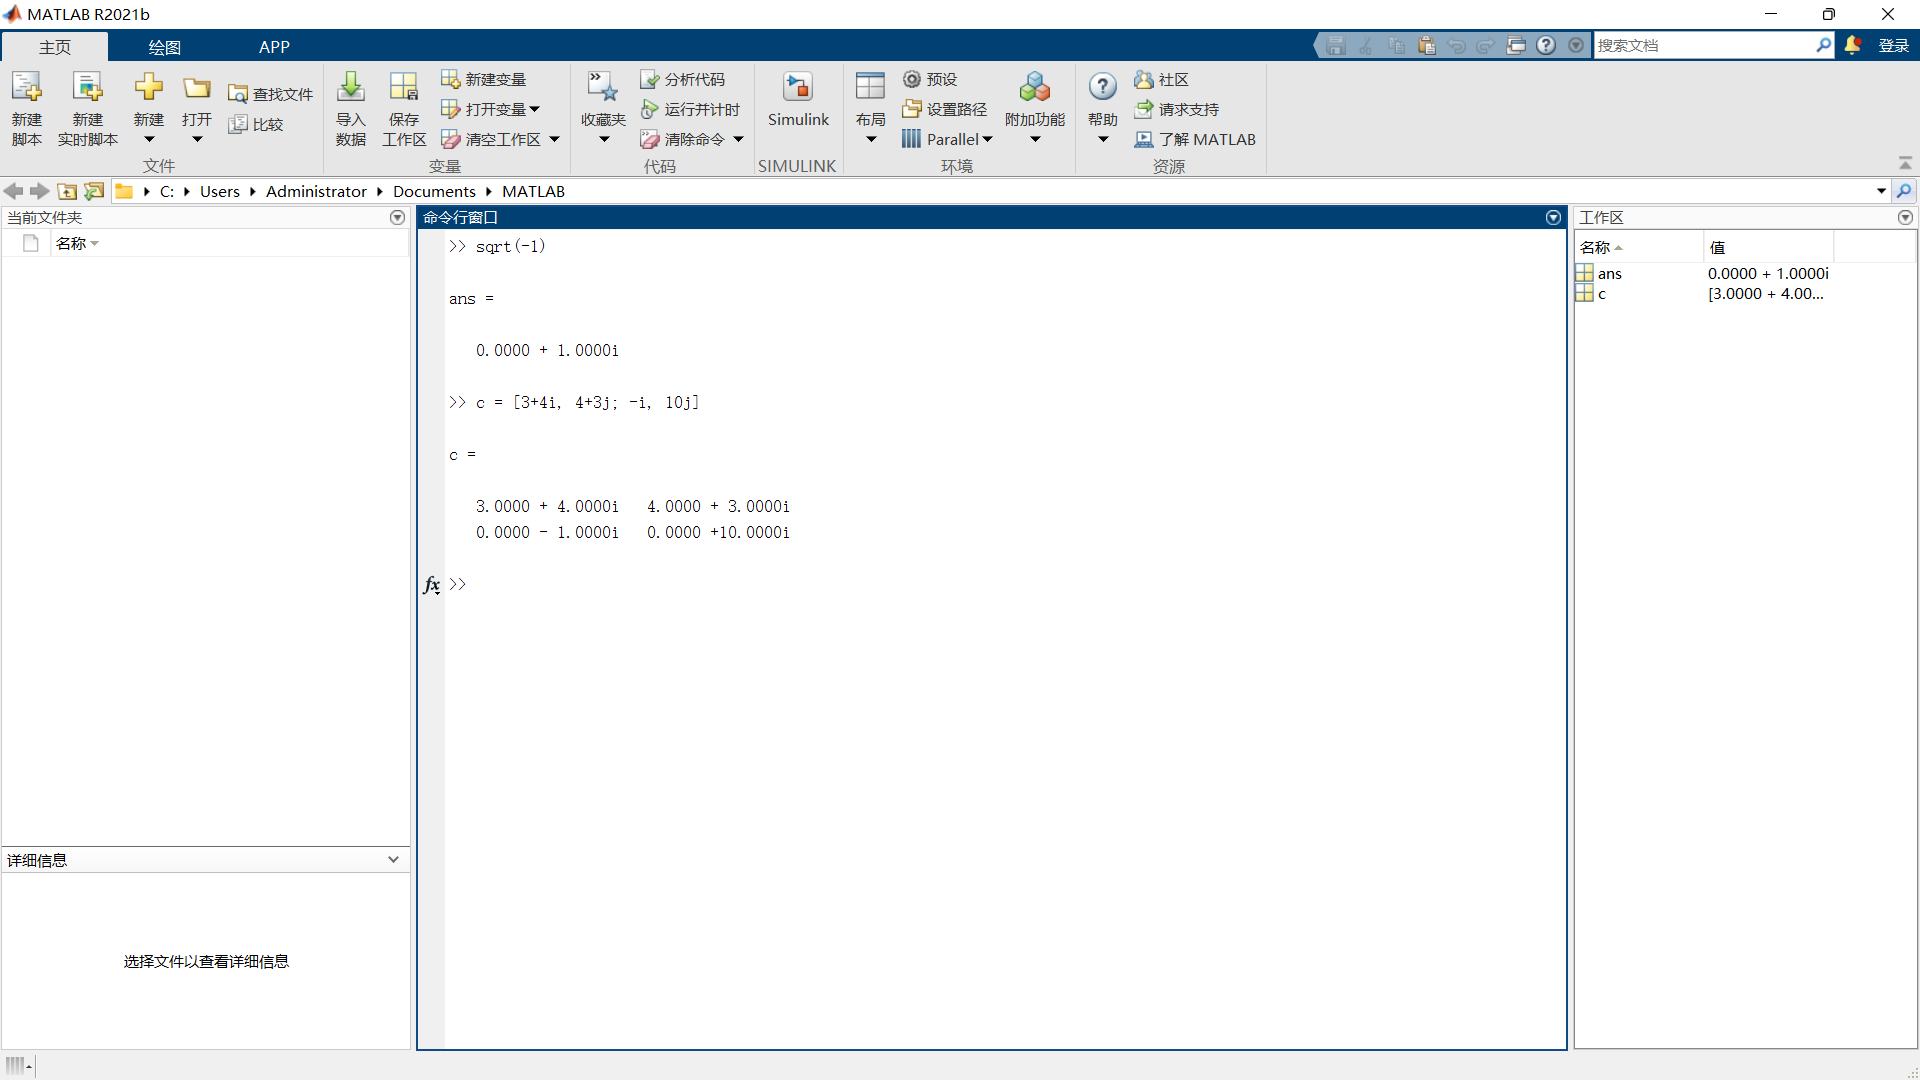 MATLAB R2021b
主页 绘图 APP 搜索文档 登录
新建脚本
新建实时脚本
新建
打开
查找文件
比较
文件
导入数据
保存工作区
新建变量
打开变量
清空工作区
变量
收藏夹
分析代码
运行并计时
清除命令
代码
Simulink
SIMULINK
布局
预设
设置路径
Parallel
附加功能
环境
帮助
社区
请求支持
了解 MATLAB
资源
C: Users Administrator Documents MATLAB
当前文件夹
名称
详细信息
选择文件以查看详细信息
命令行窗口
>> sqrt(-1)
ans =
0.0000 + 1.0000i
>> c = [3+4i, 4+3j; -i, 10j]
c =
3.0000 + 4.0000i 4.0000 + 3.0000i
0.0000 - 1.0000i 0.0000 +10.0000i
fx >>
工作区
名称 值
ans 0.0000 + 1.0000i
c [3.0000 + 4.00...